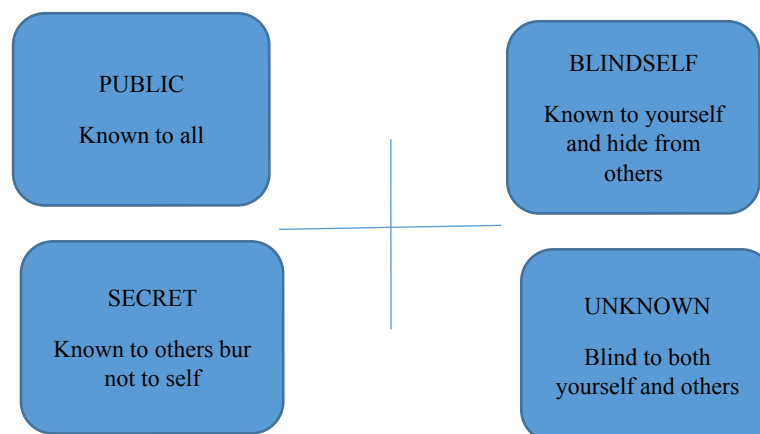 PUBLIC
Known to all
BLINDSELF
Known to yourself
and hide from
others
SECRET
Known to others bur
not to self
UNKNOWN
Blind to both
yourself and others